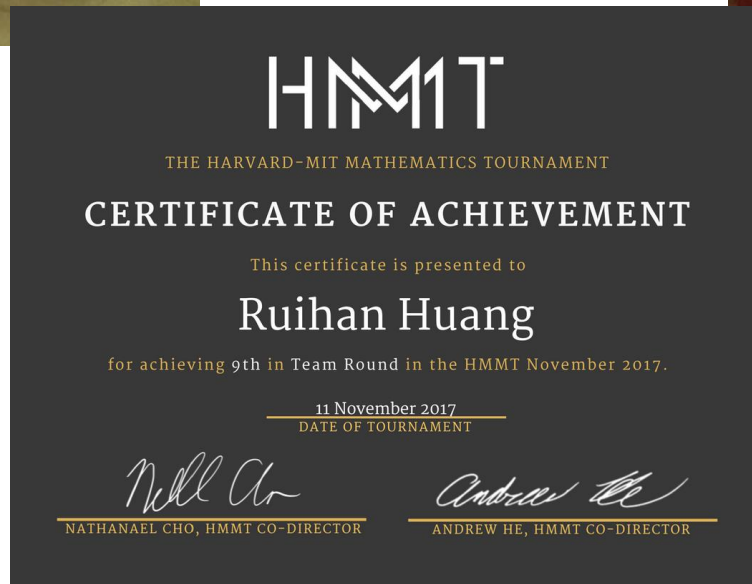 HMMT
THE HARVARD-MIT MATHEMATICS TOURNAMENT
CERTIFICATE OF ACHIEVEMENT
This certificate is presented to
Ruihan Huang
for achieving 9th in Team Round in the HMMT November 2017.
11 November 2017
DATE OF TOURNAMENT
NATHANAEL CHO, HMMT CO-DIRECTOR
ANDREW HE, HMMT CO-DIRECTOR